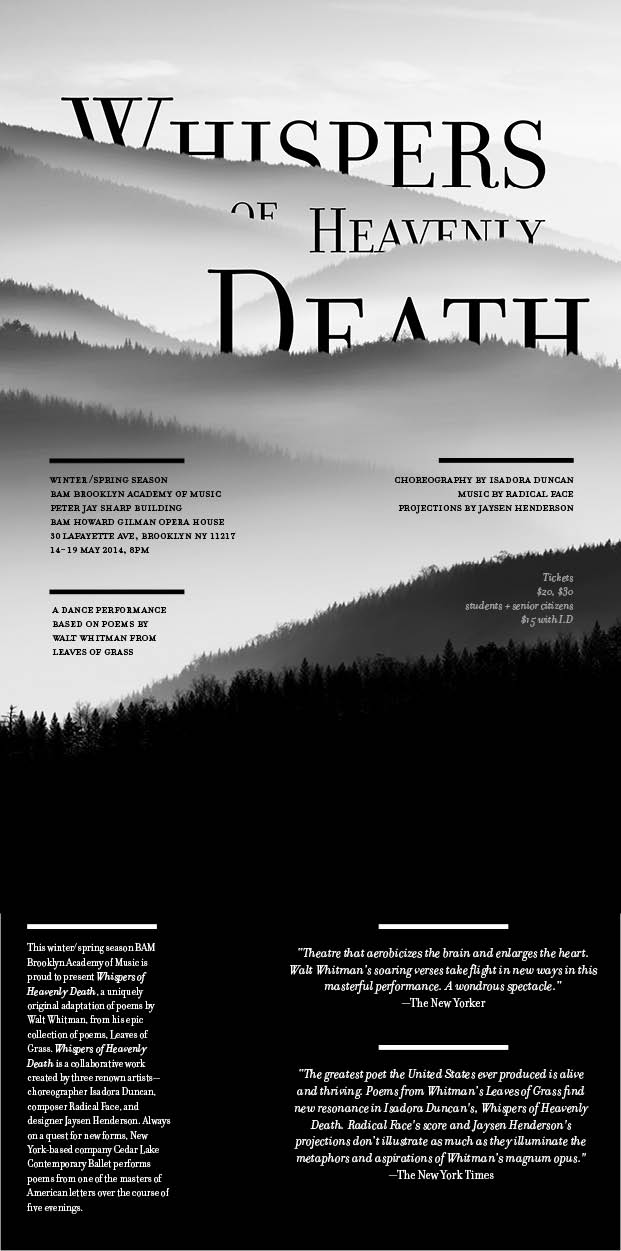 WHISPERS
OF HEAVENLY
DEATH
WINTER/SPRING SEASON
BAM BROOKLYN ACADEMY OF MUSIC
PETER JAY SHARP BUILDING
BAM HOWARD GILMAN OPERA HOUSE
30 LAFAYETTE AVE, BROOKLYN NY 11217
14–19 MAY 2014, 8PM
CHOREOGRAPHY BY ISADORA DUNCAN
MUSIC BY RADICAL FACE
PROJECTIONS BY JAYSEN HENDERSON
A DANCE PERFORMANCE
BASED ON POEMS BY
WALT WHITMAN FROM
LEAVES OF GRASS
Tickets
$20, $30
students + senior citizens
$15 with I.D
This winter/spring season BAM
Brooklyn Academy of Music is
proud to present Whispers of
Heavenly Death, a uniquely
original adaptation of poems by
Walt Whitman, from his epic
collection of poems, Leaves of
Grass. Whispers of Heavenly
Death is a collaborative work
created by three renown artists—
choreographer Isadora Duncan,
composer Radical Face, and
designer Jaysen Henderson. Always
on a quest for new forms, New
York-based company Cedar Lake
Contemporary Ballet performs
poems from one of the masters of
American letters over the course of
five evenings.
"Theatre that aerobicizes the brain and enlarges the heart.
Walt Whitman's soaring verses take flight in new ways in this
masterful performance. A wondrous spectacle."
—The New Yorker
"The greatest poet the United States ever produced is alive
and thriving. Poems from Whitman's Leaves of Grass find
new resonance in Isadora Duncan's, Whispers of Heavenly
Death. Radical Face's score and Jaysen Henderson's
projections don't illustrate as much as they illuminate the
metaphors and aspirations of Whitman's magnum opus."
—The New York Times